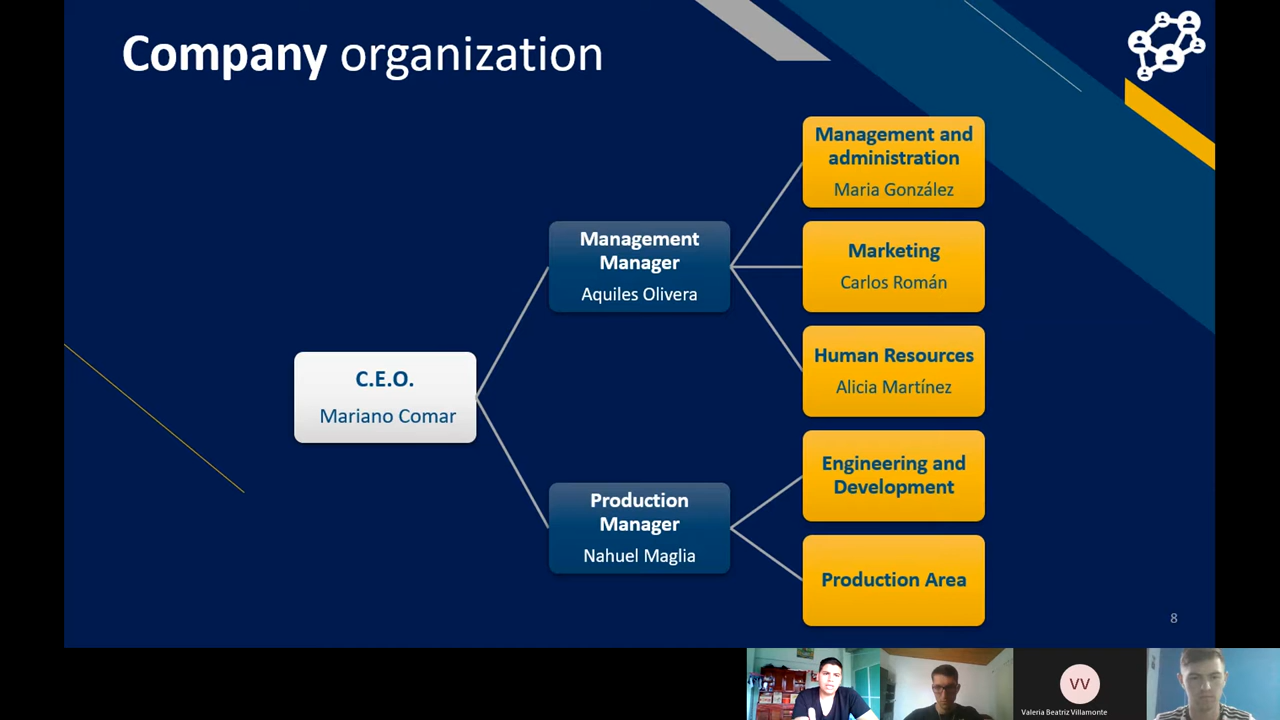 Company organization
Management and
administration
Maria González
Management
Manager
Aquiles Olivera
Marketing
Carlos Román
Human Resources
Alicia Martínez
C.E.O.
Mariano Comar
Engineering and
Development
Production
Manager
Nahuel Maglia
Production Area
8
VV
Valeria Beatriz Villamonte